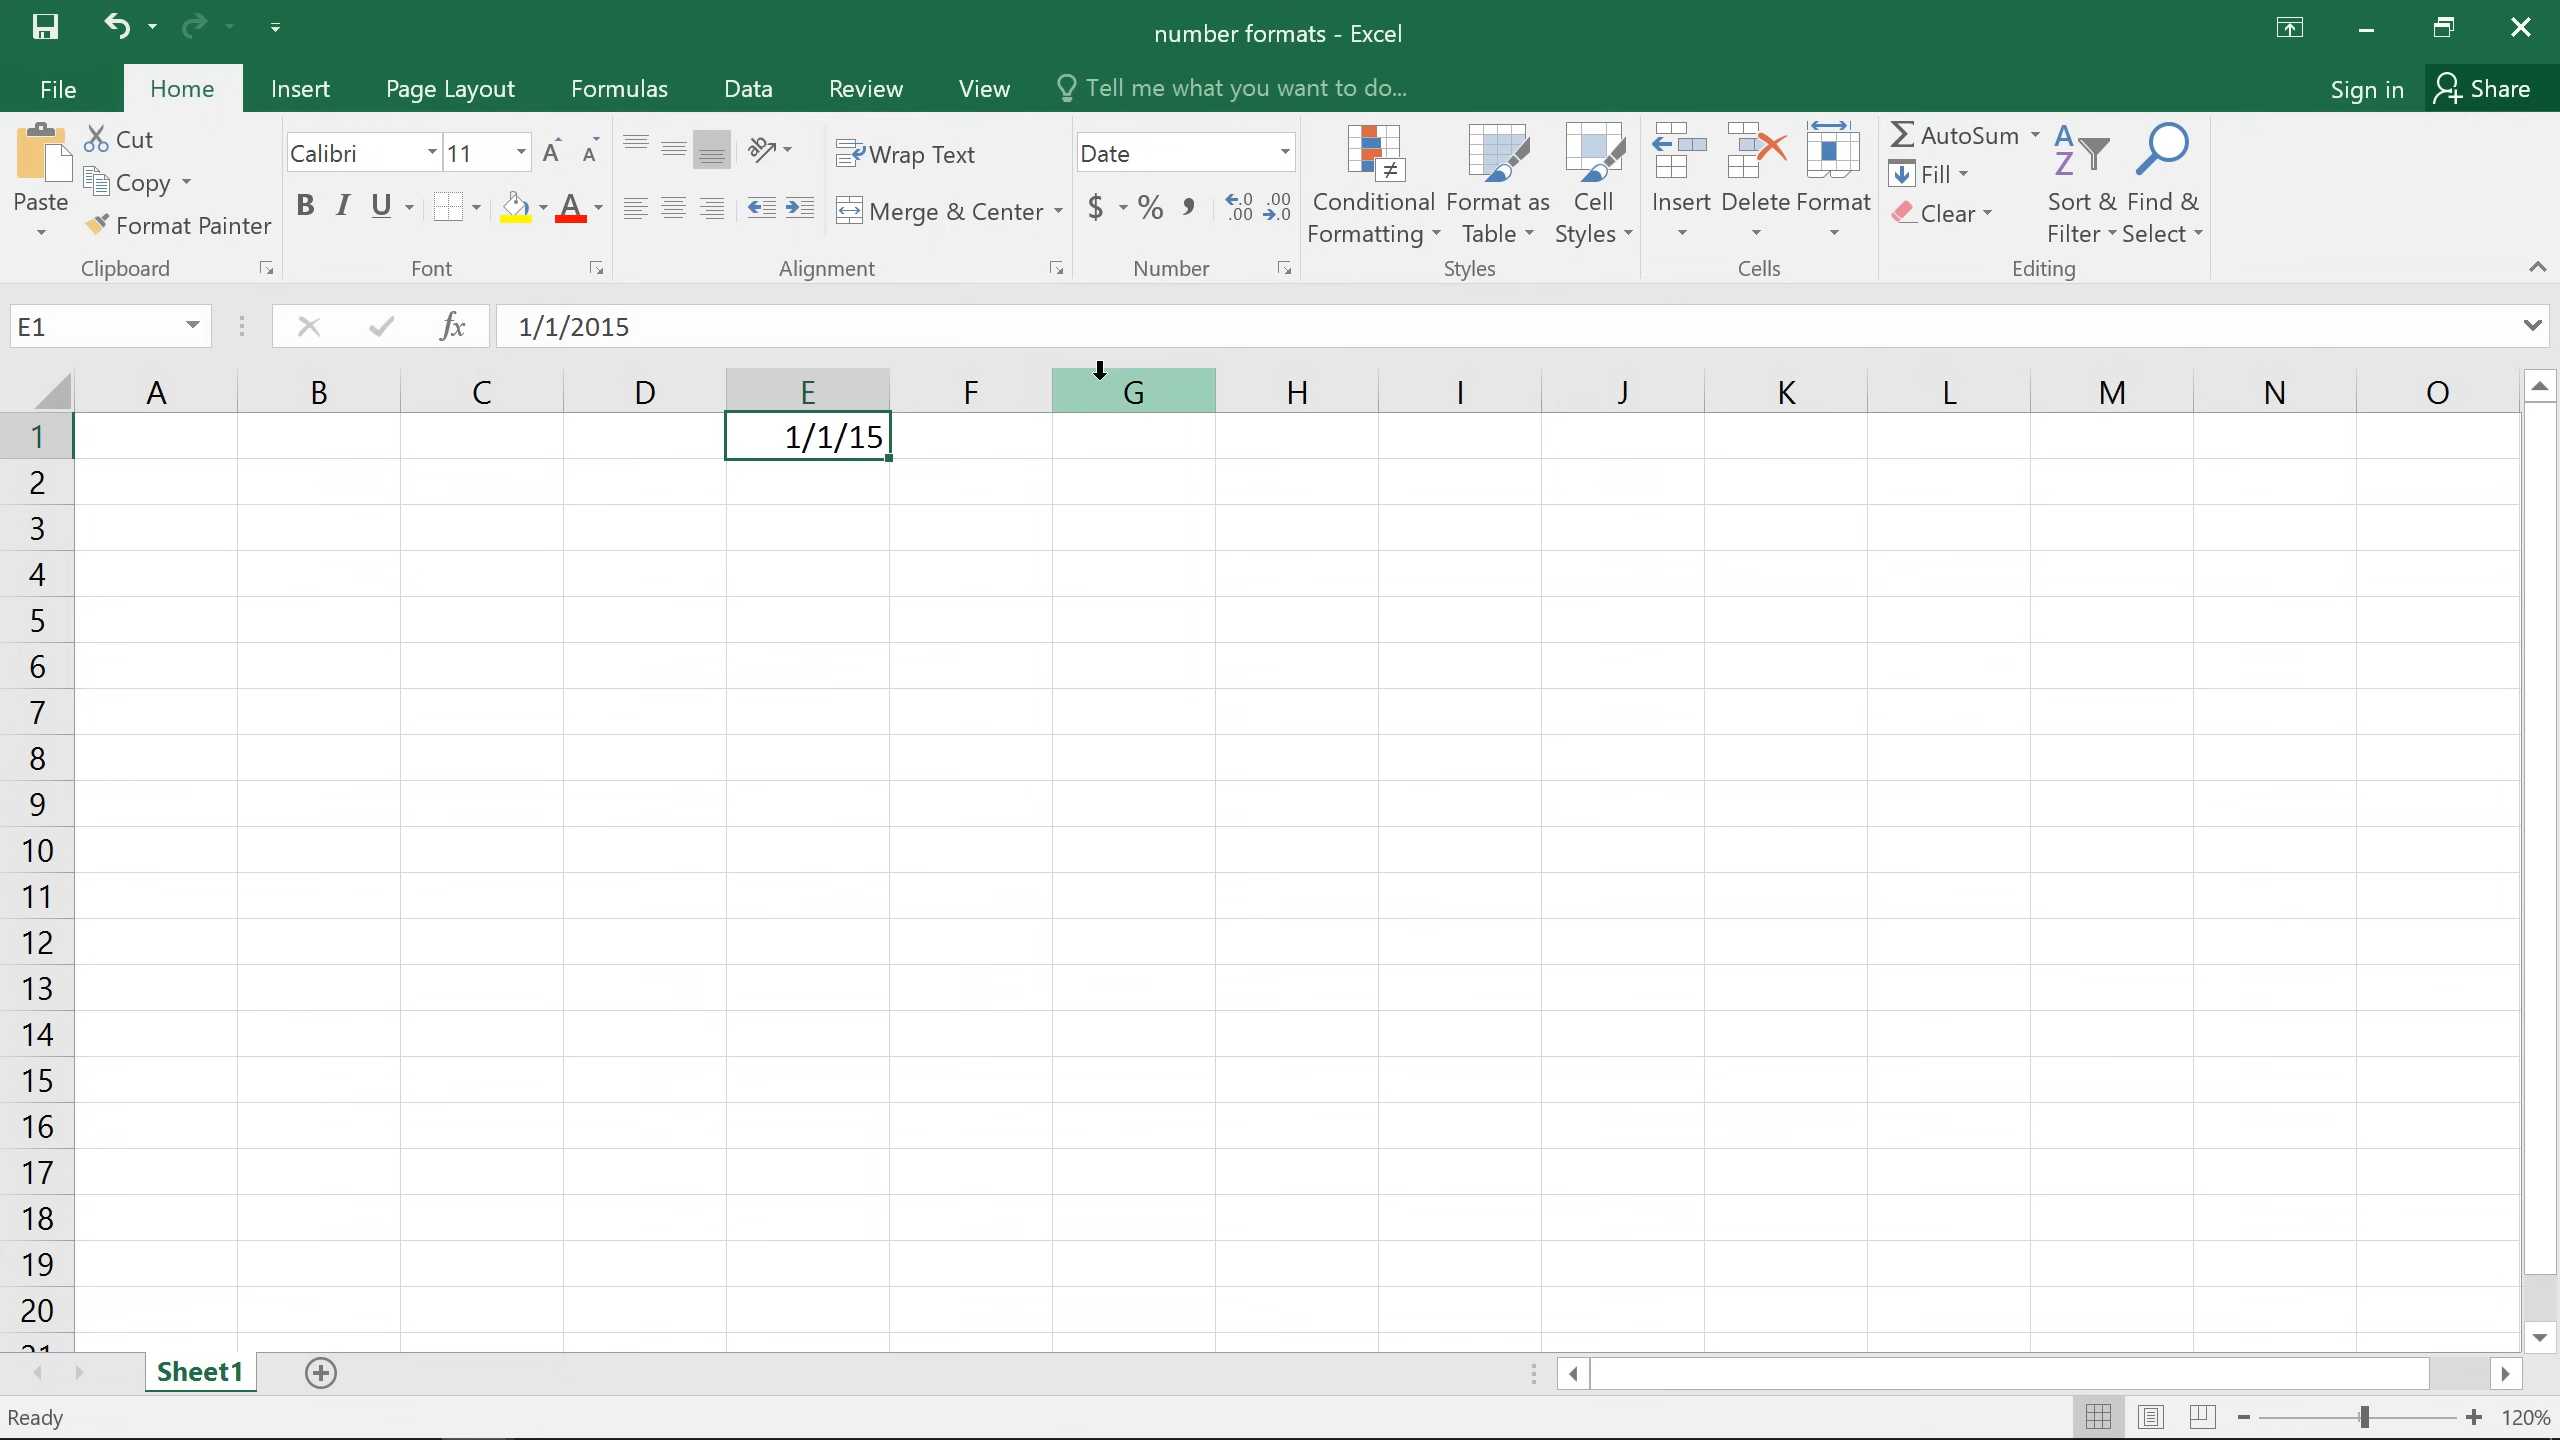 number formats - Excel
File Home Insert Page Layout Formulas Data Review View Tell me what you want to do... Sign in Share
Paste
Cut
Copy
Format Painter
Clipboard
Calibri 11
B I U A
Font
Wrap Text
Merge & Center
Alignment
Date
$ % ,
Number
Conditional Formatting
Format as Table
Cell Styles
Styles
Insert Delete Format
Cells
AutoSum
Fill
Clear
Sort & Filter
Find & Select
Editing
E1 fx 1/1/2015
A B C D E F G H I J K L M N O
1 1/1/15
2
3
4
5
6
7
8
9
10
11
12
13
14
15
16
17
18
19
20
21
Sheet1
Ready 120%